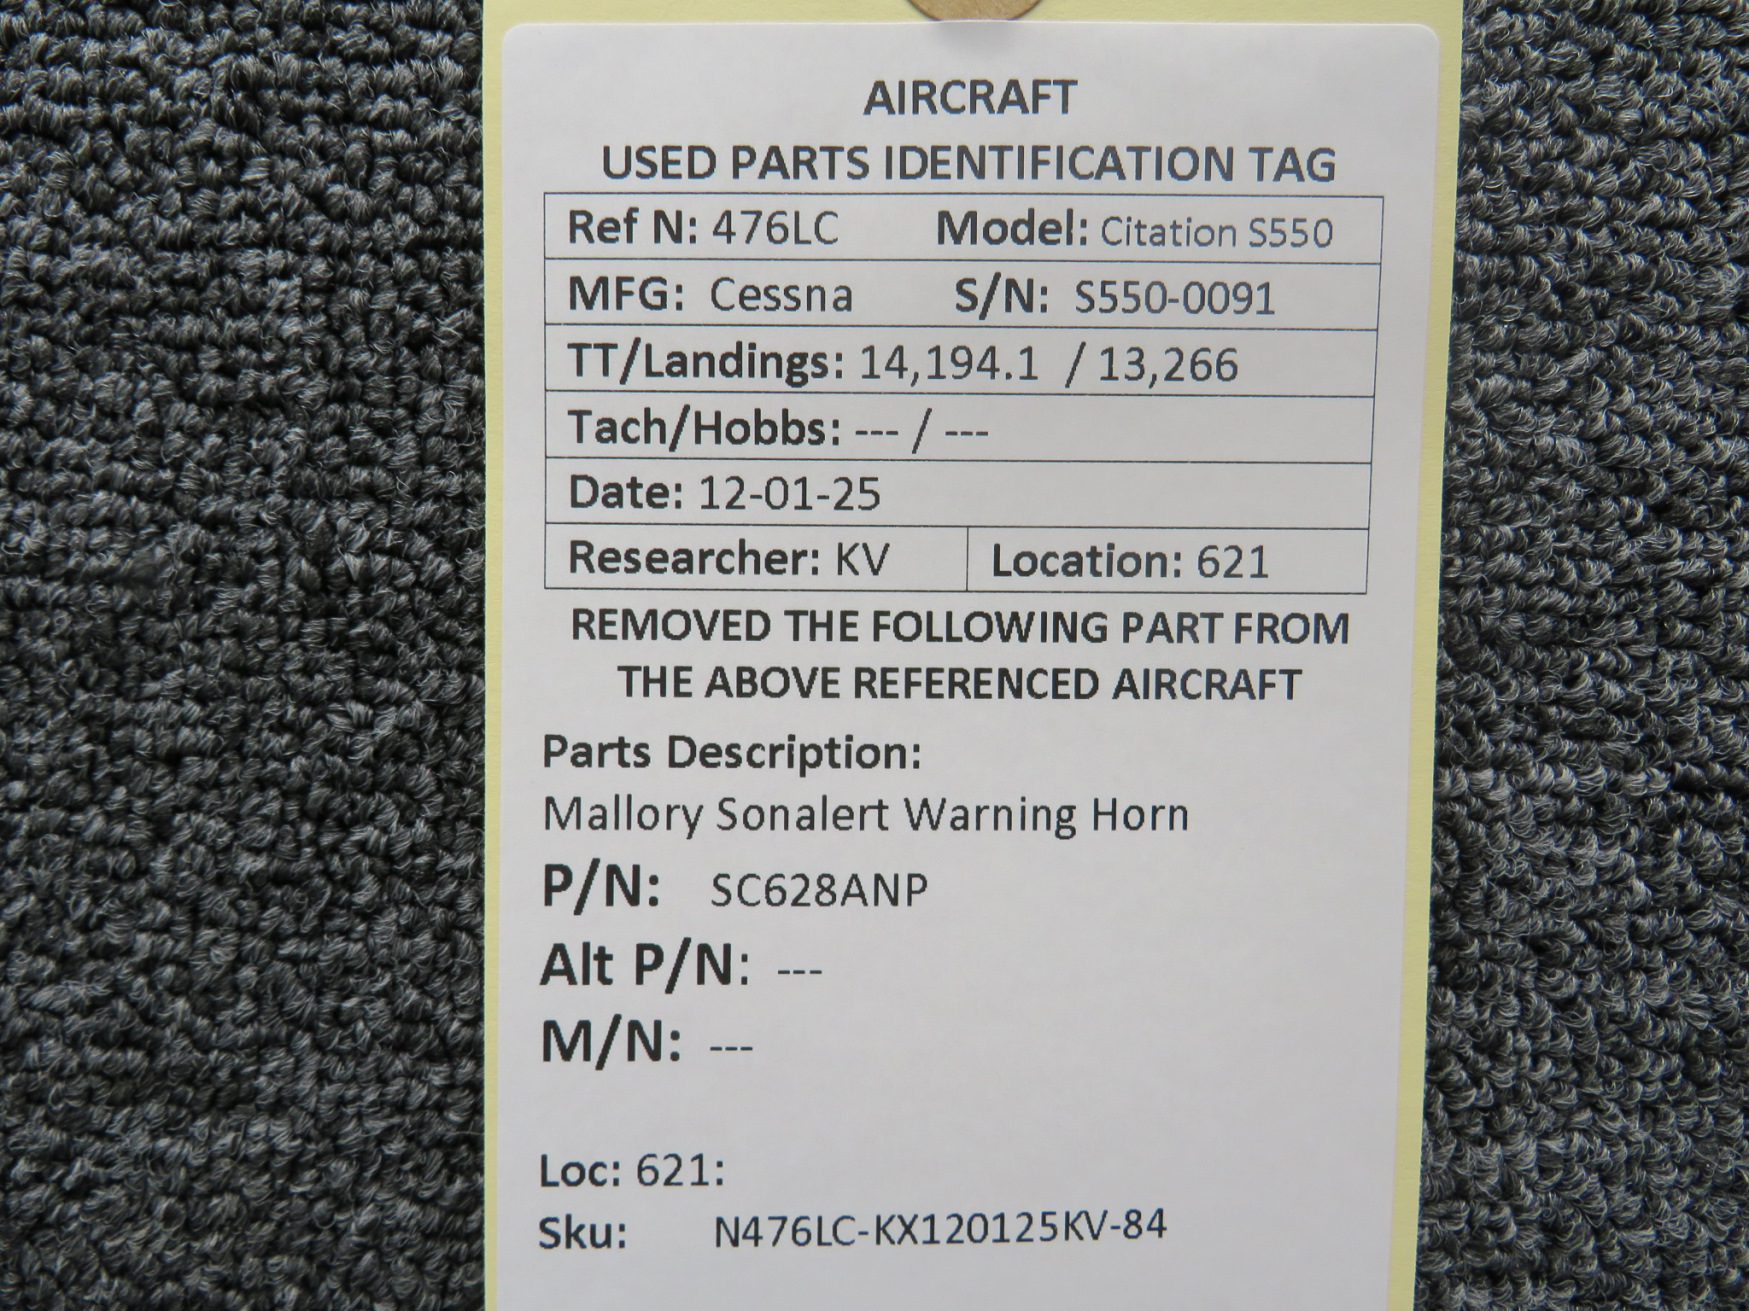 AIRCRAFT
USED PARTS IDENTIFICATION TAG
Ref N: 476LC Model: Citation S550
MFG: Cessna S/N: S550-0091
TT/Landings: 14,194.1 / 13,266
Tach/Hobbs: --- / ---
Date: 12-01-25
Researcher: KV Location: 621
REMOVED THE FOLLOWING PART FROM
THE ABOVE REFERENCED AIRCRAFT
Parts Description:
Mallory Sonalert Warning Horn
P/N: SC628ANP
Alt P/N: ---
M/N: ---
Loc: 621:
Sku: N476LC-KX120125KV-84